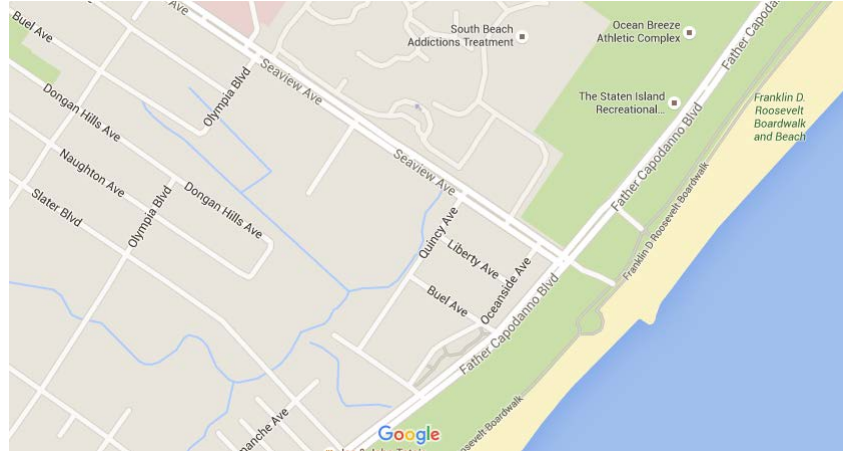 Buel Ave
Ave
South Beach
Addictions Treatment
Ocean Breeze
Athletic Complex
Father Capodanno
Olympia Blvd
Seaview Ave
Dongan Hills Ave
The Staten Island
Recreational...
Franklin D.
Roosevelt
Boardwalk
and Beach
Father Capodanno Blvd
Naughton Ave
Seaview Ave
Slater Blvd
Olympia Blvd
Dongan Hills Ave
Quincy Ave
Franklin D Roosevelt Boardwalk
Liberty Ave
Oceanside Ave
Buel Ave
Father Capodanno Blvd
Boardwalk
Ave
Google